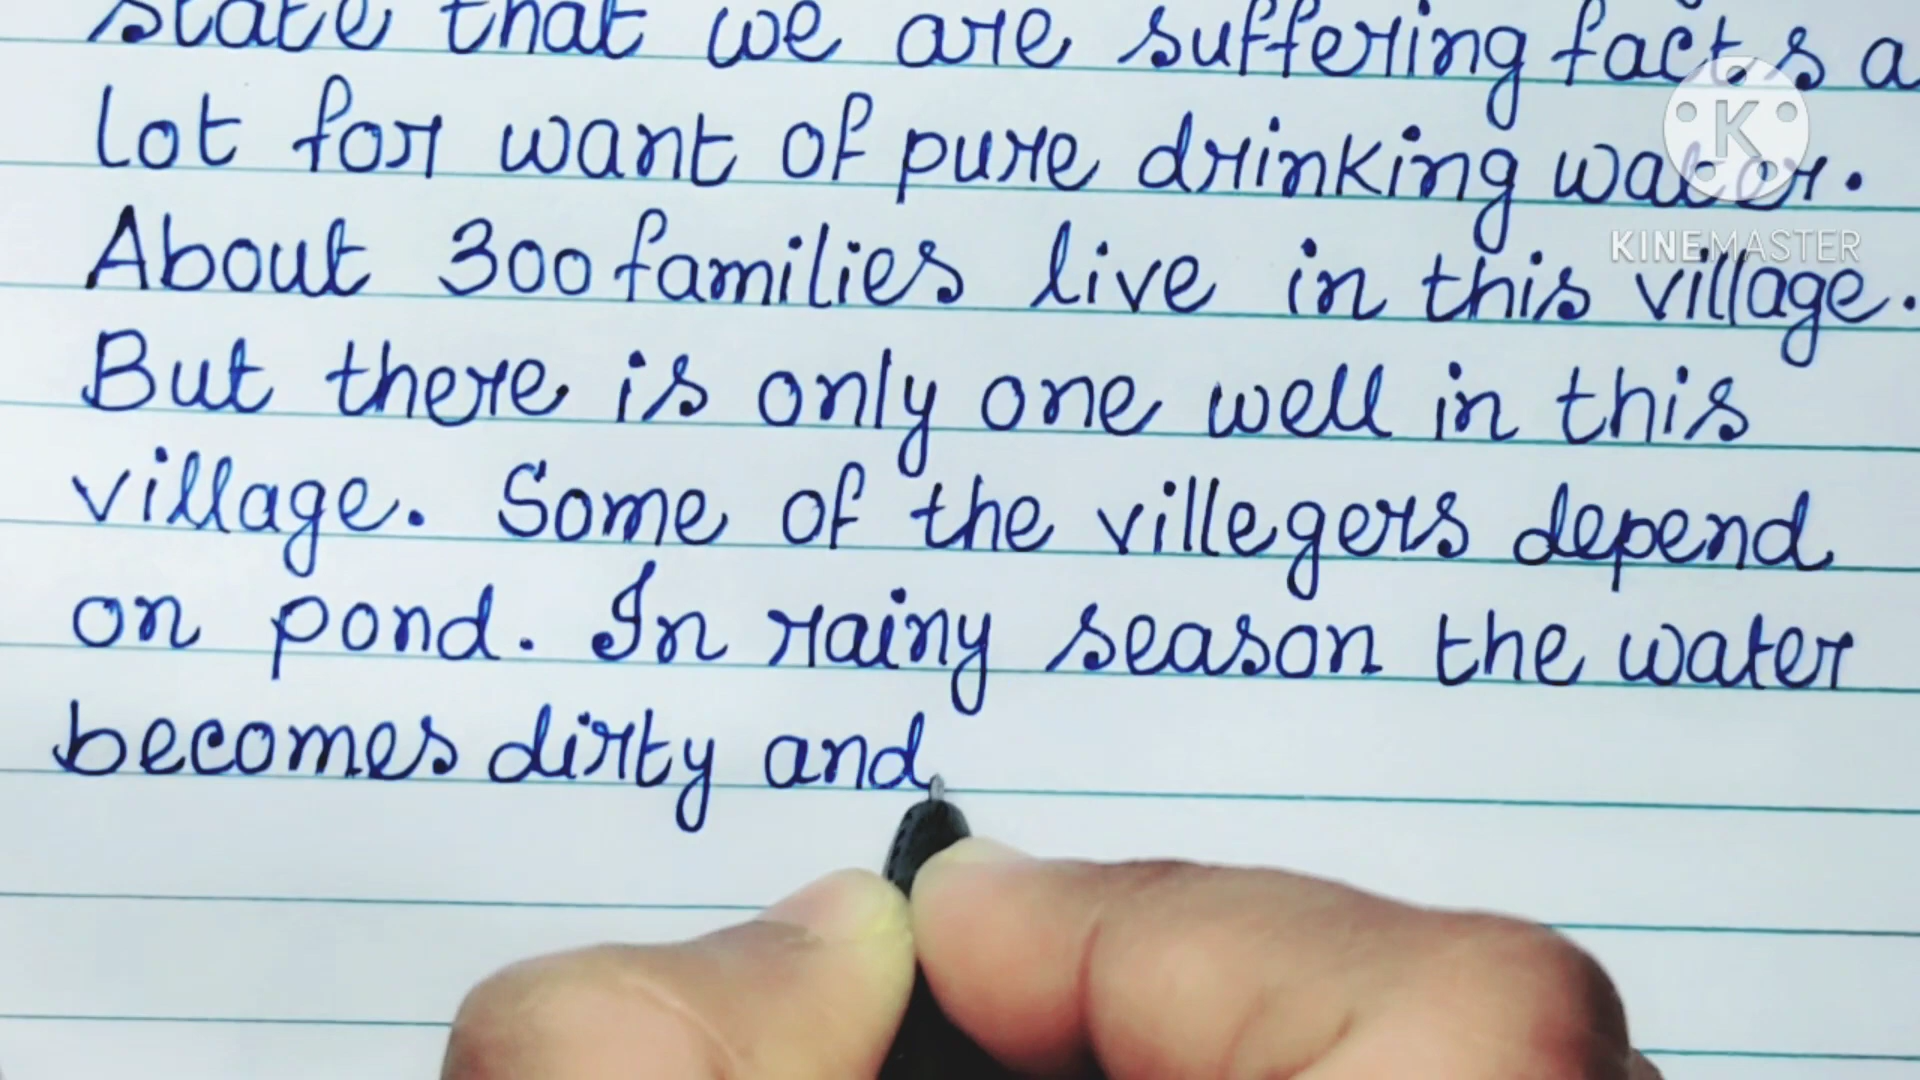 state that we are suffering facts a
lot for want of pure drinking water.
About 300 families live in this village.
But there is only one well in this
village. Some of the villegers depend
on pond. In rainy season the water
becomes dirty and
K
KINEMASTER